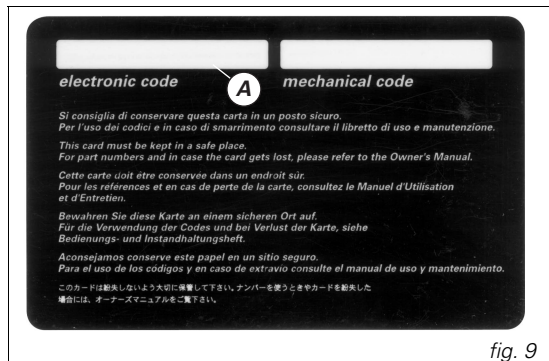 electronic code
mechanical code
A
Si consiglia di conservare questa carta in un posto sicuro.
Per l'uso dei codici e in caso di smarrimento consultare il libretto di uso e manutenzione.
This card must be kept in a safe place.
For part numbers and in case the card gets lost, please refer to the Owner's Manual.
Cette carte doit étre conservée dans un endroit súr.
Pour les références et en cas de perte de la carte, consultez le Manuel d'Utilisation
et d'Entretien.
Bewahren Sie diese Karte an einem sicheren Ort auf.
Für die Verwendung der Codes und bei Verlust der Karte, siehe
Bedienungs- und Instandhaltungsheft.
Aconsejamos conserve este papel en un sitio seguro.
Para el uso de los códigos y en caso de extravío consulte el manual de uso y mantenimiento.
このカードは紛失しないよう大切に保管して下さい。ナンバーを使うときやカードを紛失した
場合には、オーナーズマニュアルをご覧下さい。
fig. 9